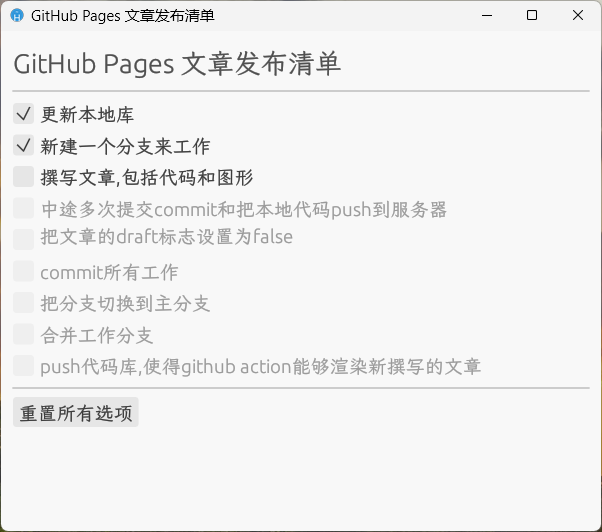 GitHub Pages 文章发布清单
GitHub Pages 文章发布清单
更新本地库
新建一个分支来工作
撰写文章,包括代码和图形
中途多次提交commit和把本地代码push到服务器
把文章的draft标志设置为false
commit所有工作
把分支切换到主分支
合并工作分支
push代码库,使得github action能够渲染新撰写的文章
重置所有选项